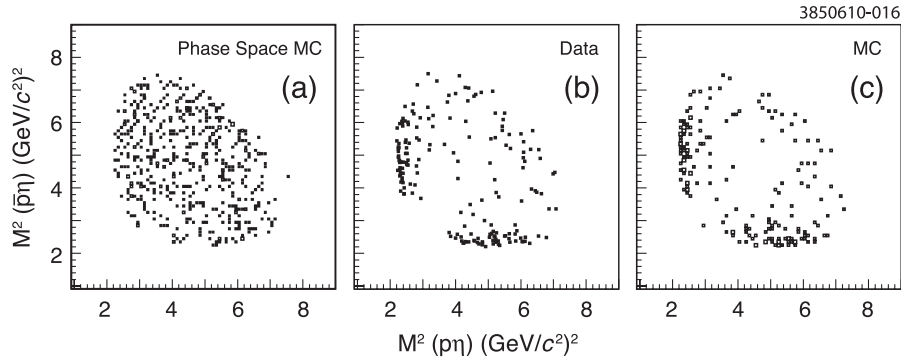 3850610-016
Phase Space MC
(a)
Data
(b)
MC
(c)
M² (p̄η) (GeV/c²)²
8
6
4
2
2 4 6 8
2 4 6 8
2 4 6 8
M² (pη) (GeV/c²)²